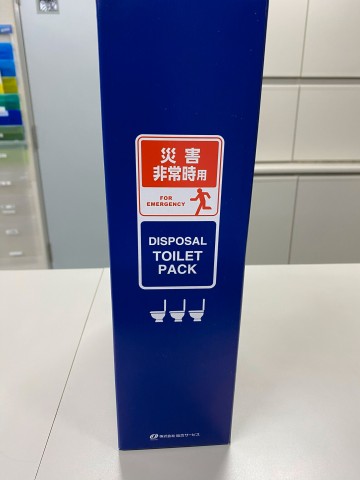 災害
非常時用
FOR
EMERGENCY
DISPOSAL
TOILET
PACK